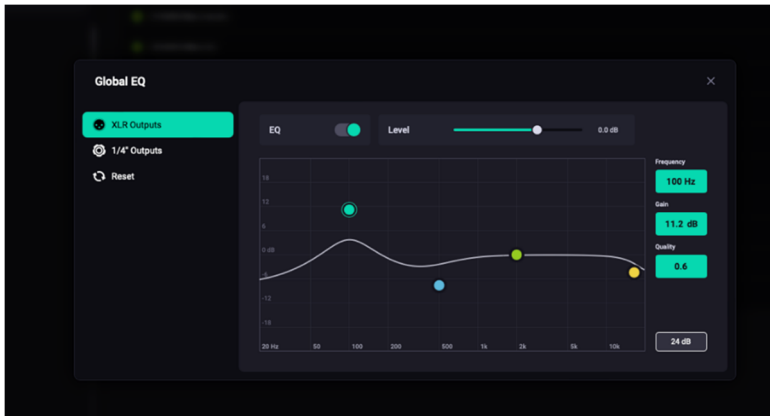 Global EQ
XLR Outputs
1/4" Outputs
Reset
EQ
Level
0.0 dB
Frequency
100 Hz
Gain
11.2 dB
Quality
0.6
24 dB
18
12
6
0 dB
-6
-12
-18
20 Hz 50 100 200 500 1k 2k 5k 10k